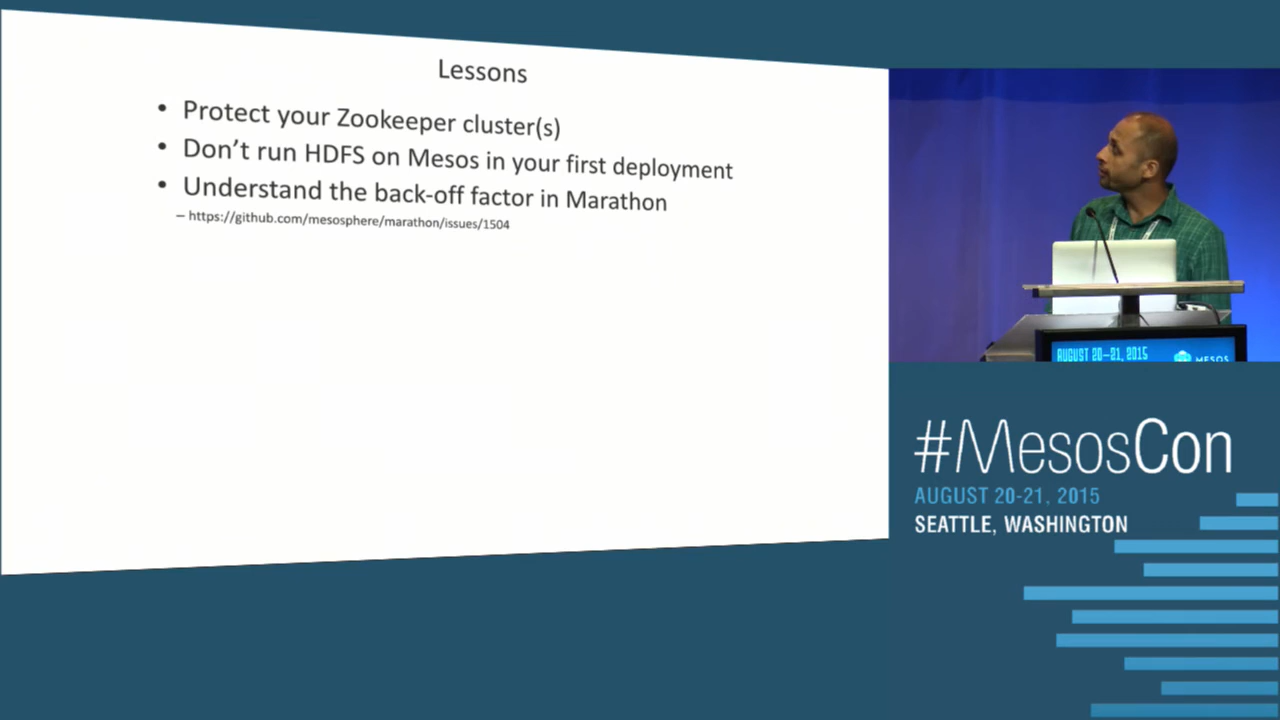 Lessons
• Protect your Zookeeper cluster(s)
• Don’t run HDFS on Mesos in your first deployment
• Understand the back-off factor in Marathon
– https://github.com/mesosphere/marathon/issues/1504
AUGUST 20–21, 2015
MESOS
#MesosCon
AUGUST 20-21, 2015
SEATTLE, WASHINGTON